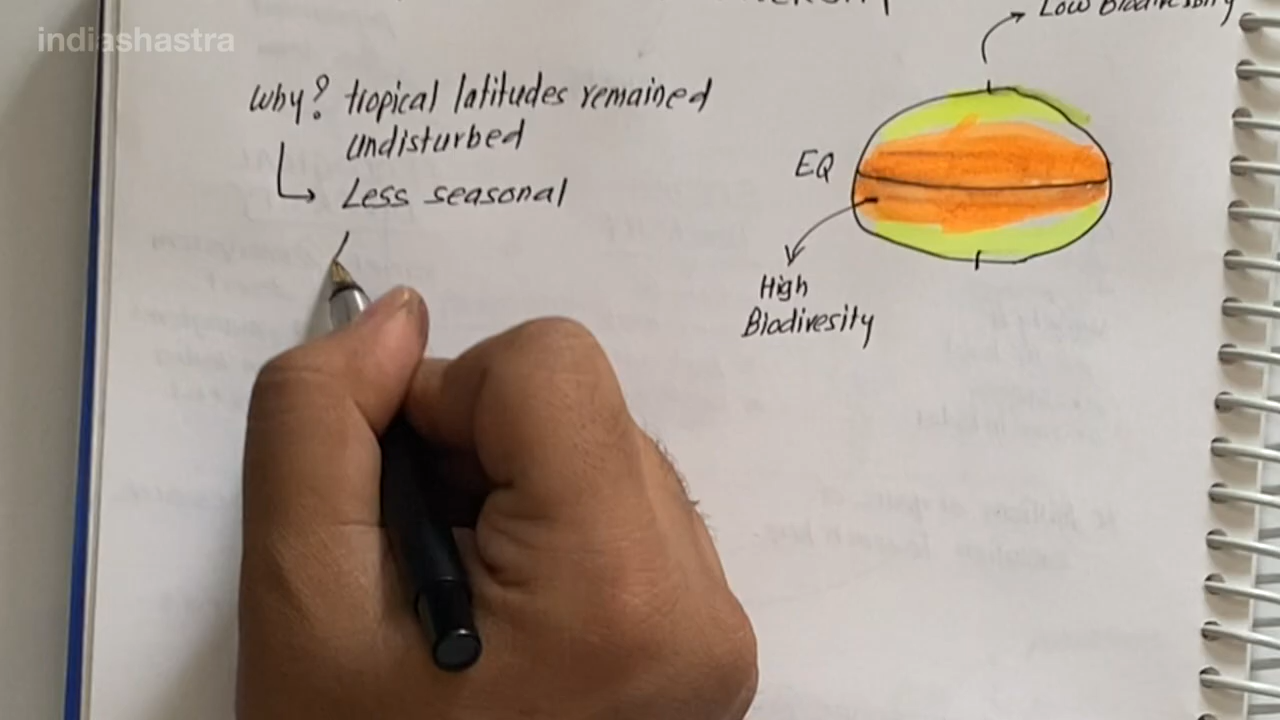 indiashastra
Low Biodiversity
Why? tropical latitudes remained
undisturbed
Less seasonal
EQ
High
Biodivesity